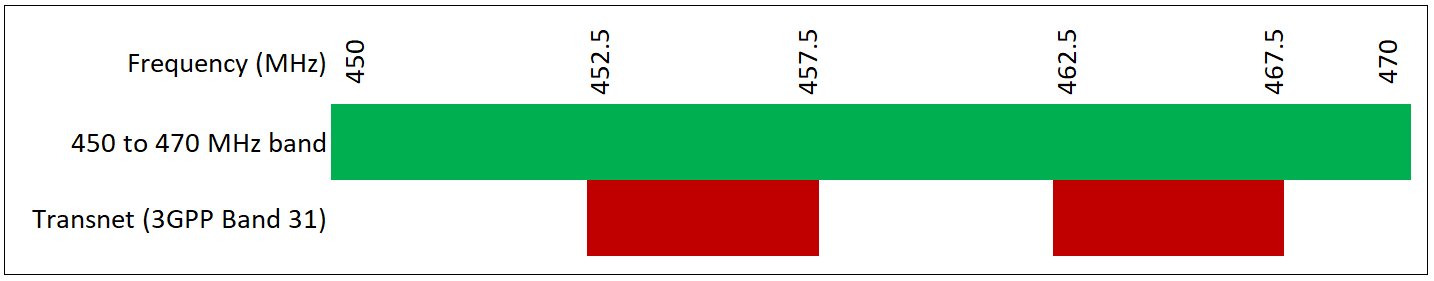 Frequency (MHz) 450 452.5 457.5 462.5 467.5 470
450 to 470 MHz band
Transnet (3GPP Band 31)